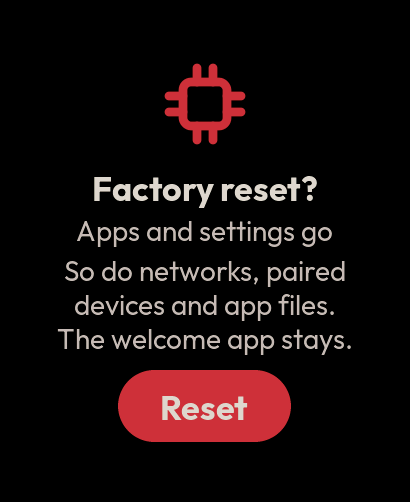 Factory reset?
Apps and settings go
So do networks, paired
devices and app files.
The welcome app stays.
Reset